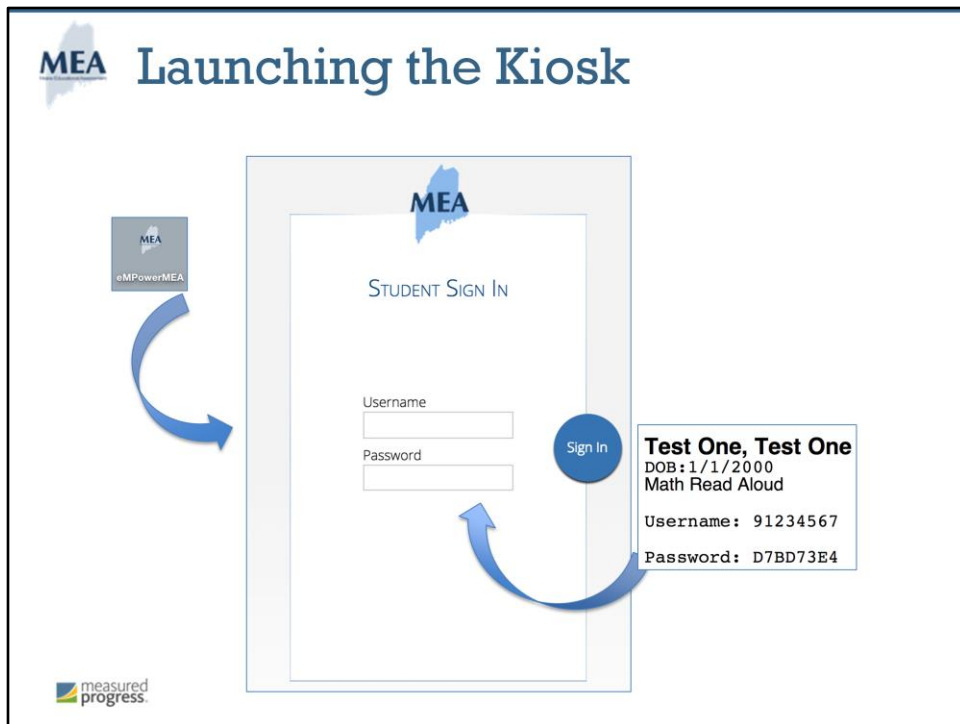 MEA
Launching the Kiosk
MEA
MEA
eMPowerMEA
STUDENT SIGN IN
Username
Password
Sign In
Test One, Test One
DOB:1/1/2000
Math Read Aloud
Username: 91234567
Password: D7BD73E4
measured
progress.